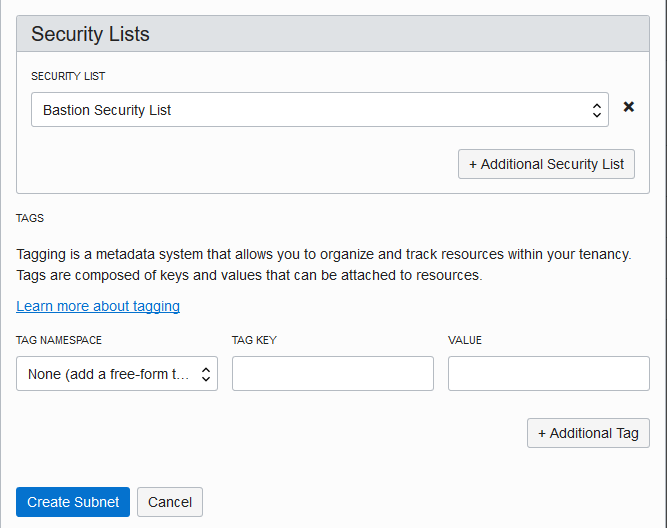 Security Lists
SECURITY LIST
Bastion Security List
+ Additional Security List
TAGS
Tagging is a metadata system that allows you to organize and track resources within your tenancy.
Tags are composed of keys and values that can be attached to resources.
Learn more about tagging
TAG NAMESPACE TAG KEY VALUE
None (add a free-form t...
+ Additional Tag
Create Subnet Cancel